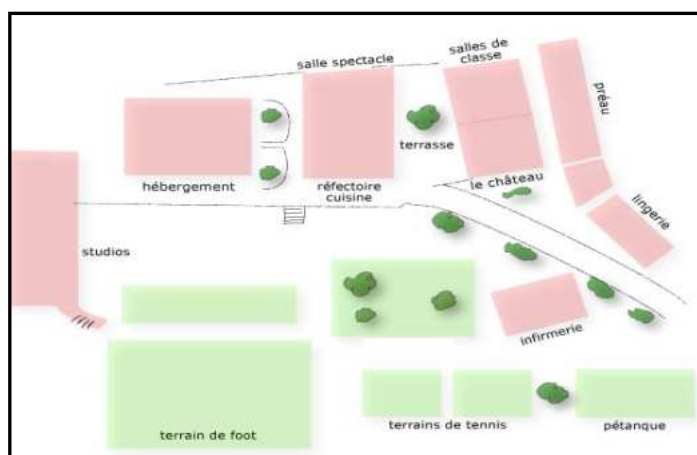 salle spectacle
salles de
classe
préau
terrasse
hébergement
réfectoire
cuisine
le château
lingerie
studios
infirmerie
terrain de foot
terrains de tennis
pétanque